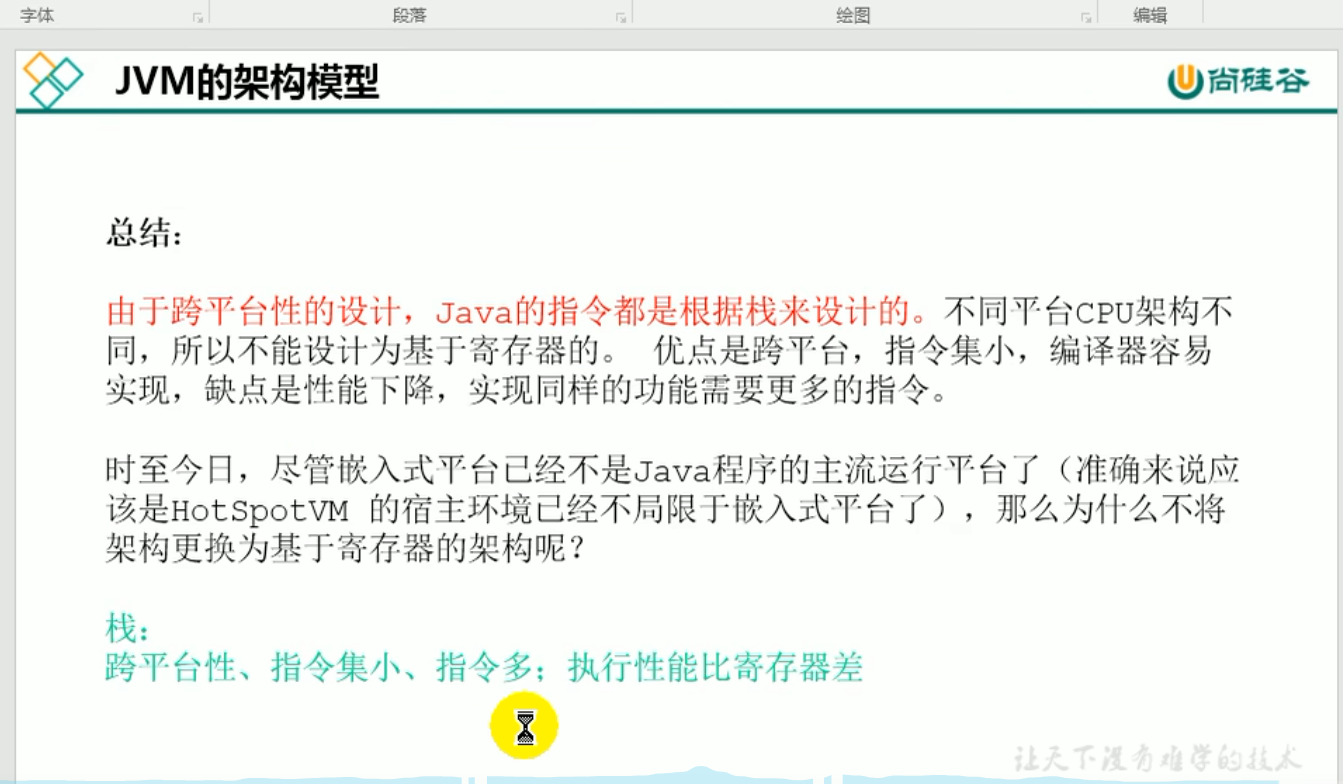 字体 段落 绘图 编辑
JVM的架构模型
尚硅谷
总结：
由于跨平台性的设计，Java的指令都是根据栈来设计的。不同平台CPU架构不
同，所以不能设计为基于寄存器的。 优点是跨平台，指令集小，编译器容易
实现，缺点是性能下降，实现同样的功能需要更多的指令。
时至今日，尽管嵌入式平台已经不是Java程序的主流运行平台了（准确来说应
该是HotSpotVM 的宿主环境已经不局限于嵌入式平台了），那么为什么不将
架构更换为基于寄存器的架构呢？
栈：
跨平台性、指令集小、指令多；执行性能比寄存器差
让天下没有难学的技术